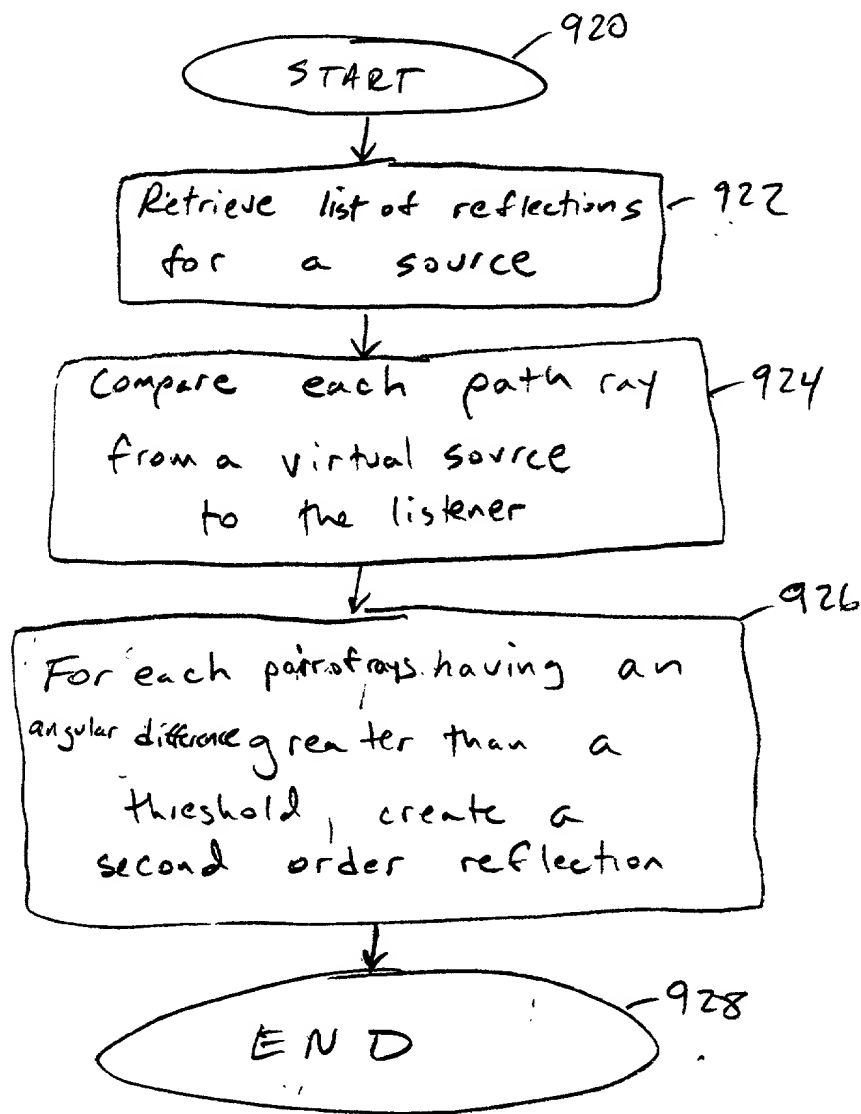 920
START
Retrieve list of reflections
for a source
922
Compare each path ray
from a virtual source
to the listener
924
926
For each pair of rays having an
angular difference greater than a
threshold, create a
second order reflection
928
END